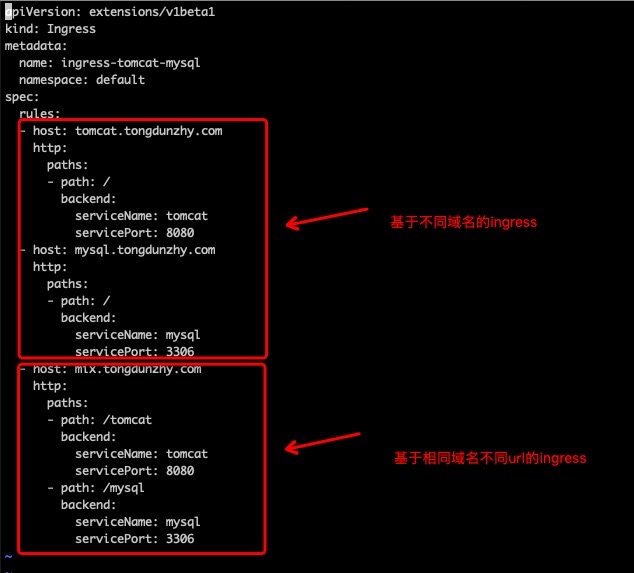 apiVersion: extensions/v1beta1
kind: Ingress
metadata:
  name: ingress-tomcat-mysql
  namespace: default
spec:
  rules:
  - host: tomcat.tongdunzhy.com
    http:
      paths:
      - path: /
        backend:
          serviceName: tomcat
          servicePort: 8080
  - host: mysql.tongdunzhy.com
    http:
      paths:
      - path: /
        backend:
          serviceName: mysql
          servicePort: 3306
  - host: mix.tongdunzhy.com
    http:
      paths:
      - path: /tomcat
        backend:
          serviceName: tomcat
          servicePort: 8080
      - path: /mysql
        backend:
          serviceName: mysql
          servicePort: 3306
~
~
基于不同域名的ingress
基于相同域名不同url的ingress